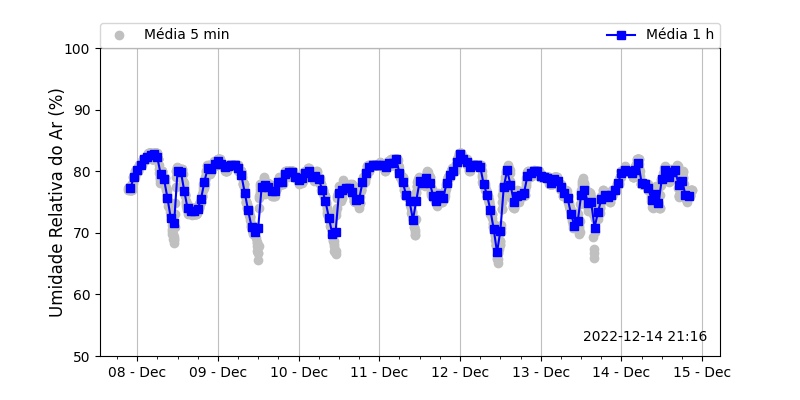 Média 5 min
Média 1 h
100
90
80
70
60
50
Umidade Relativa do Ar (%)
2022-12-14 21:16
08 - Dec
09 - Dec
10 - Dec
11 - Dec
12 - Dec
13 - Dec
14 - Dec
15 - Dec